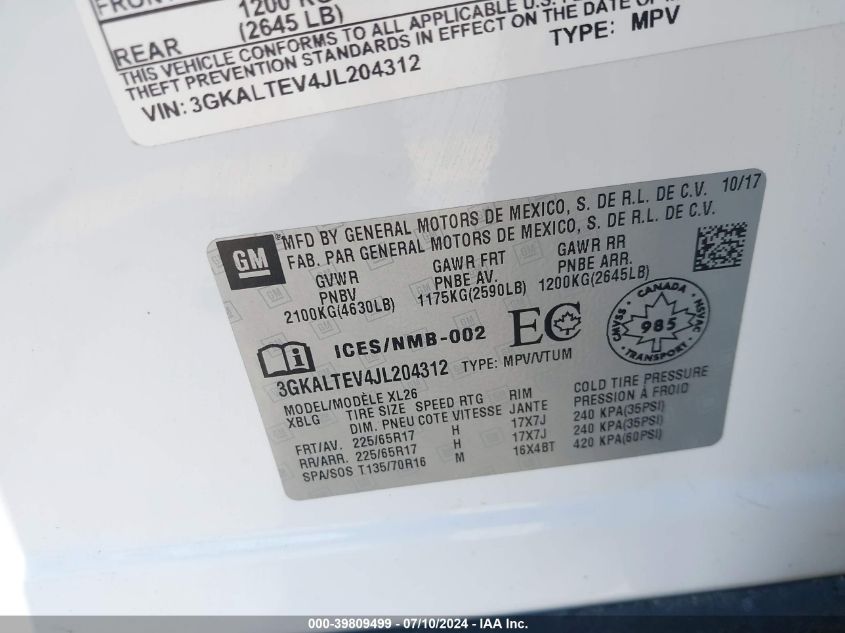 FRONT
1200 KG
(2645 LB)
REAR
THIS VEHICLE CONFORMS TO ALL APPLICABLE U.S.
THEFT PREVENTION STANDARDS IN EFFECT ON THE DATE OF
VIN: 3GKALTEV4JL204312
TYPE: MPV
GM
MFD BY GENERAL MOTORS DE MEXICO, S. DE R.L. DE C.V. 10/17
FAB. PAR GENERAL MOTORS DE MEXICO, S. DE R.L. DE C.V.
GVWR GAWR FRT GAWR RR
PNBV PNBE AV. PNBE ARR.
2100KG(4630LB) 1175KG(2590LB) 1200KG(2645LB)
ICES/NMB-002 EC
CANADA
CMVSS 985 NSVAC
TRANSPORT
3GKALTEV4JL204312 TYPE: MPV/VTUM
MODEL/MODÈLE XL26
XBLG TIRE SIZE SPEED RTG RIM COLD TIRE PRESSURE
DIM. PNEU COTE VITESSE JANTE PRESSION À FROID
FRT/AV. 225/65R17 H 17X7J 240 KPA(35PSI)
RR/ARR. 225/65R17 H 17X7J 240 KPA(35PSI)
SPA/SOS T135/70R16 M 16X4BT 420 KPA(60PSI)
000-39809499 - 07/10/2024 - IAA Inc.